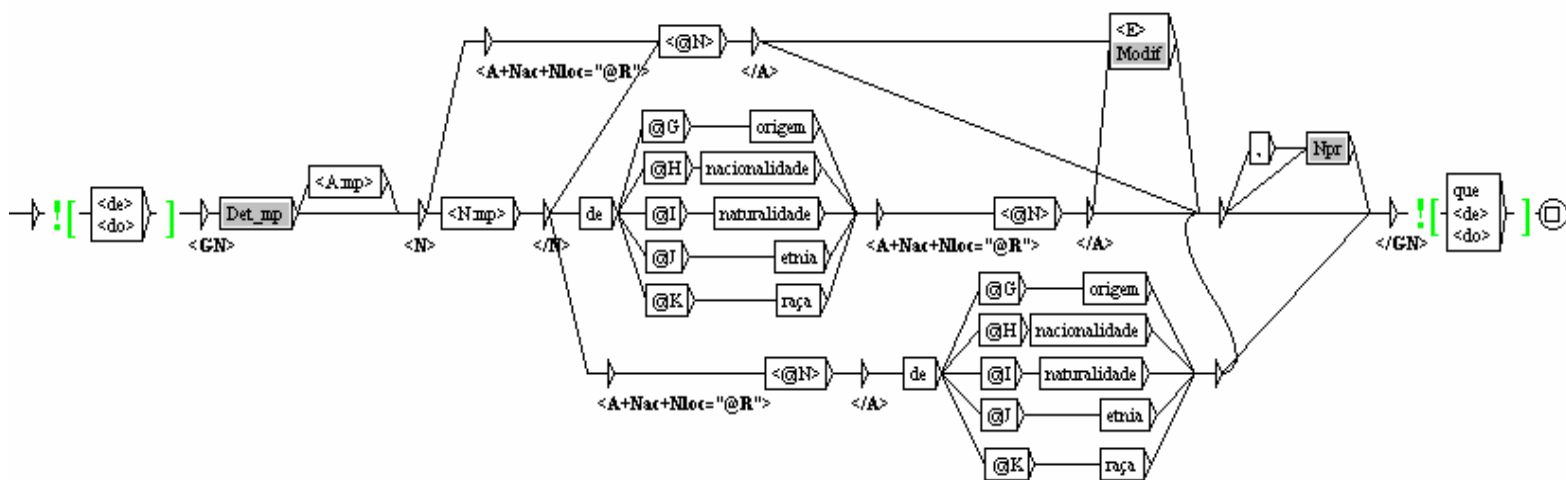 <@N>
<E>
Modif
<A+Nac+Nloc="@R">
</A>
@G origem
, Npr
<A:mp>
@H nacionalidade
![ <de> ] Det_mp <N:mp> de @I naturalidade <@N> ![ que ]
<do>
<de>
<do>
<GN> <N> </N> <A+Nac+Nloc="@R"> </A> </GN>
@J etnia
@K raça
@G origem
@H nacionalidade
<@N> de @I naturalidade
<A+Nac+Nloc="@R"> </A>
@J etnia
@K raça